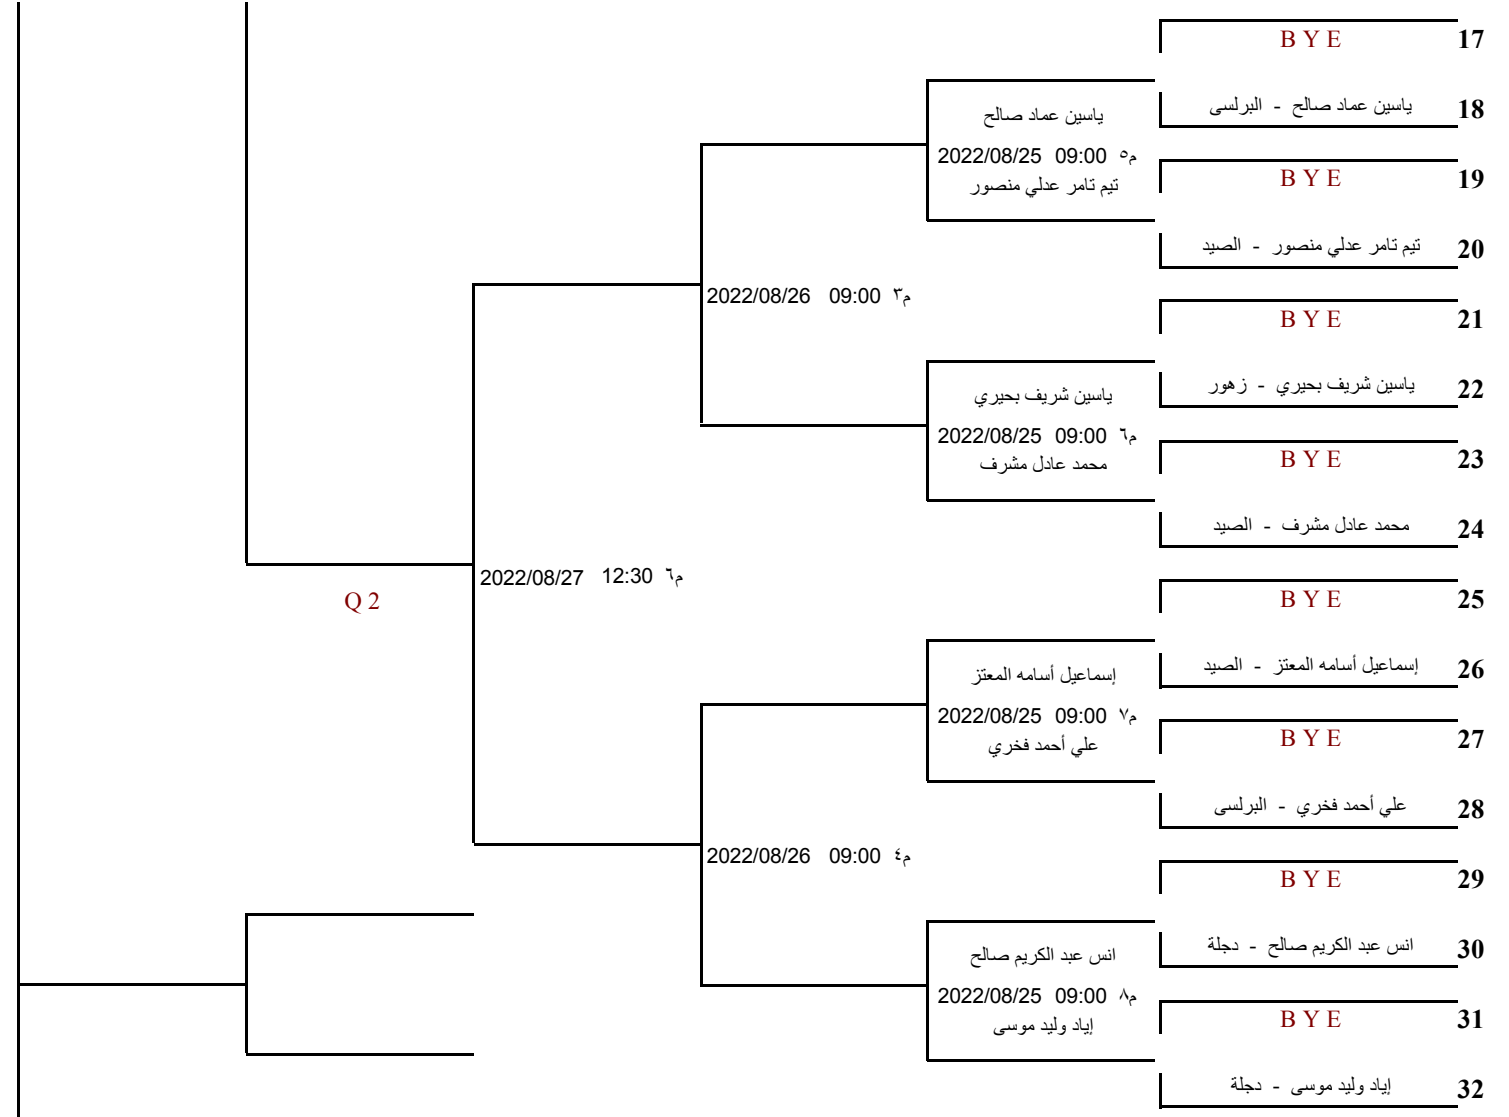 B Y E 17
ياسين عماد صالح - البرلسى 18
ياسين عماد صالح
2022/08/25 09:00 م٥
تيم تامر عدلي منصور
B Y E 19
تيم تامر عدلي منصور - الصيد 20
2022/08/26 09:00 م٣
B Y E 21
ياسين شريف بحيري - زهور 22
ياسين شريف بحيري
2022/08/25 09:00 م٦
محمد عادل مشرف
B Y E 23
محمد عادل مشرف - الصيد 24
2022/08/27 12:30 م٦
Q 2
B Y E 25
إسماعيل أسامه المعتز - الصيد 26
إسماعيل أسامه المعتز
2022/08/25 09:00 م٧
علي أحمد فخري
B Y E 27
علي أحمد فخري - البرلسى 28
2022/08/26 09:00 م٤
B Y E 29
انس عبد الكريم صالح - دجلة 30
انس عبد الكريم صالح
2022/08/25 09:00 م٨
إياد وليد موسى
B Y E 31
إياد وليد موسى - دجلة 32